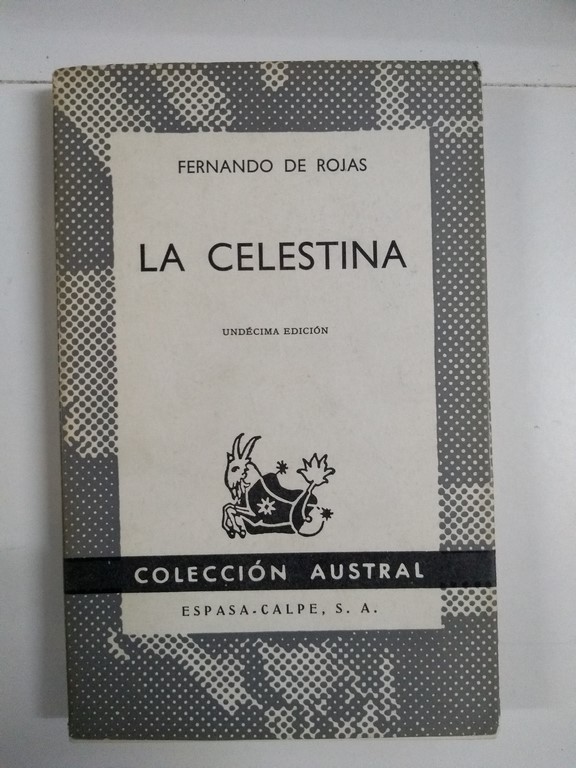 FERNANDO DE ROJAS
LA CELESTINA
UNDÉCIMA EDICIÓN
COLECCIÓN AUSTRAL
ESPASA-CALPE, S. A.